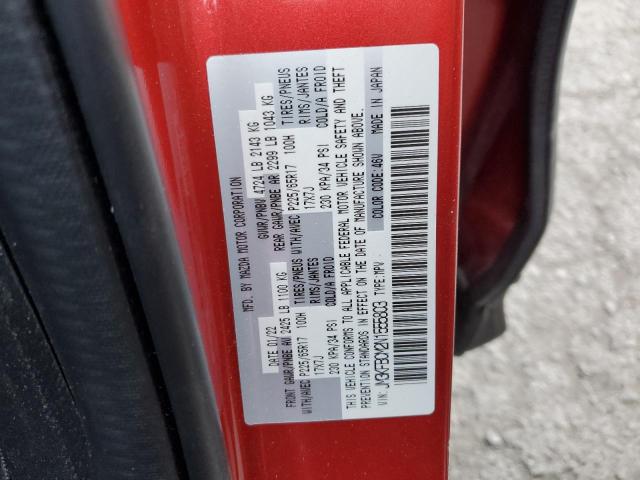 MFD. BY MAZDA MOTOR CORPORATION
DATE 01/22 GVWR/PNBV 4724 LB 2143 KG
FRONT GAWR/PNBE AV 2425 LB 1100 KG REAR GAWR/PNBE AR 2299 LB 1043 KG
WITH/AVEC P225/65R17 100H TIRES/PNEUS WITH/AVEC P225/65R17 100H TIRES/PNEUS
17X7J RIMS/JANTES 17X7J RIMS/JANTES
230 KPA/34 PSI COLD/A FROID 230 KPA/34 PSI COLD/A FROID
THIS VEHICLE CONFORMS TO ALL APPLICABLE FEDERAL MOTOR VEHICLE SAFETY AND THEFT
PREVENTION STANDARDS IN EFFECT ON THE DATE OF MANUFACTURE SHOWN ABOVE.
VIN: JM3KFBCM2N1555803 TYPE:MPV COLOR CODE:46V MADE IN JAPAN